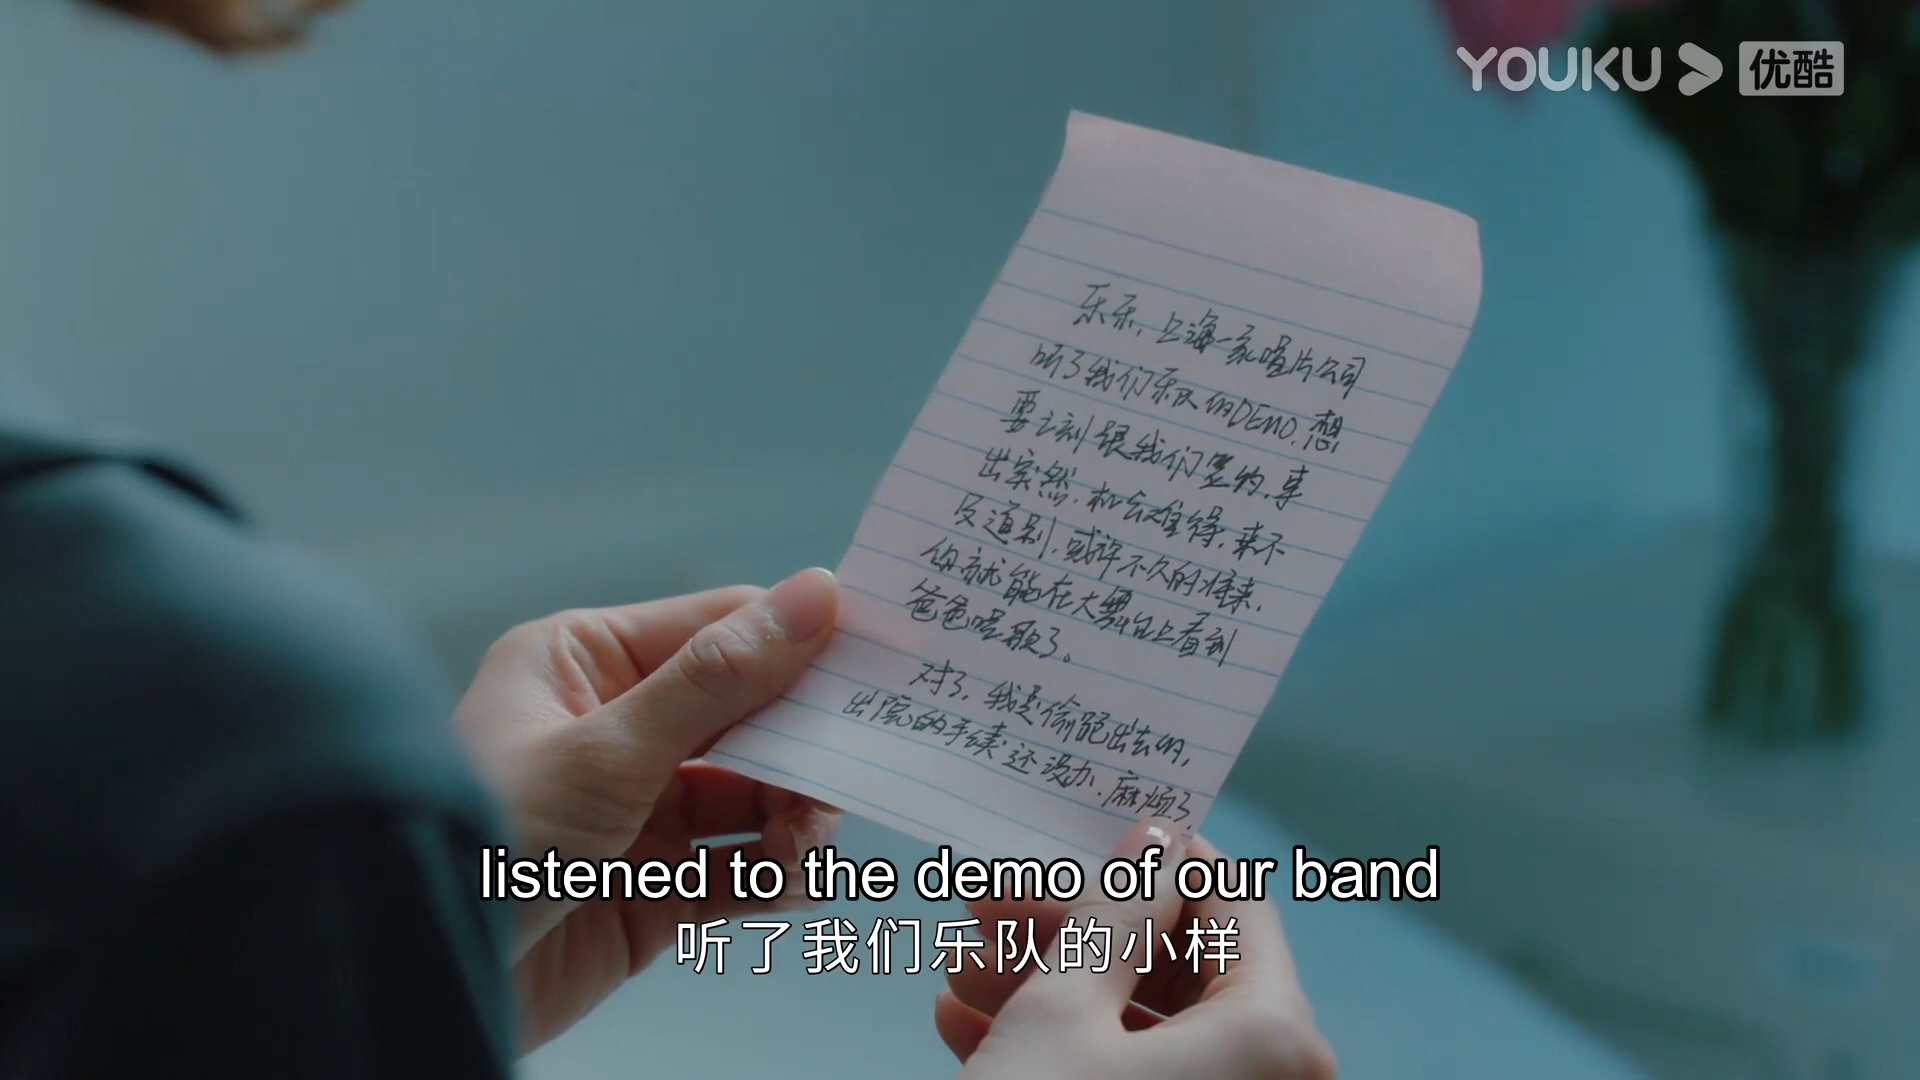 YOUKU 优酷
乐乐，上海一家唱片公司
听了我们乐队的DEMO，想
要立刻跟我们签约，事
出突然，机会难得，来不
及道别，或许不久的将来，
你就能在大舞台上看到
爸爸唱歌了。
对了，我是偷跑出去的，
出院的手续还没办，麻烦了，
listened to the demo of our band
听了我们乐队的小样